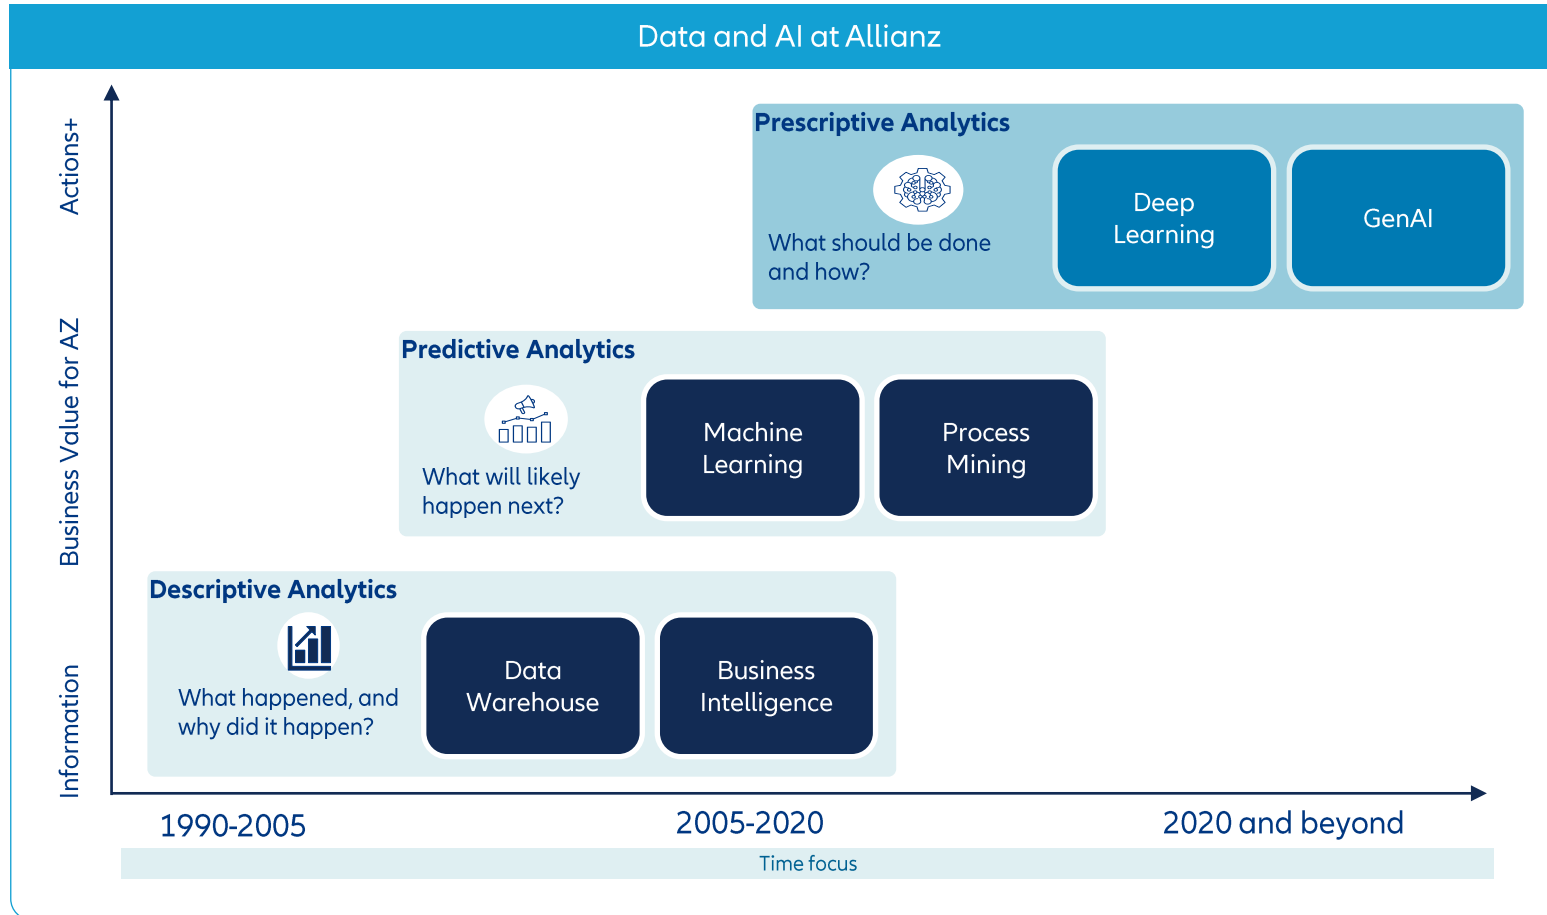 Data and AI at Allianz
Actions+
Business Value for AZ
Information
Prescriptive Analytics
What should be done
and how?
Deep
Learning
GenAI
Predictive Analytics
What will likely
happen next?
Machine
Learning
Process
Mining
Descriptive Analytics
What happened, and
why did it happen?
Data
Warehouse
Business
Intelligence
1990-2005
2005-2020
2020 and beyond
Time focus